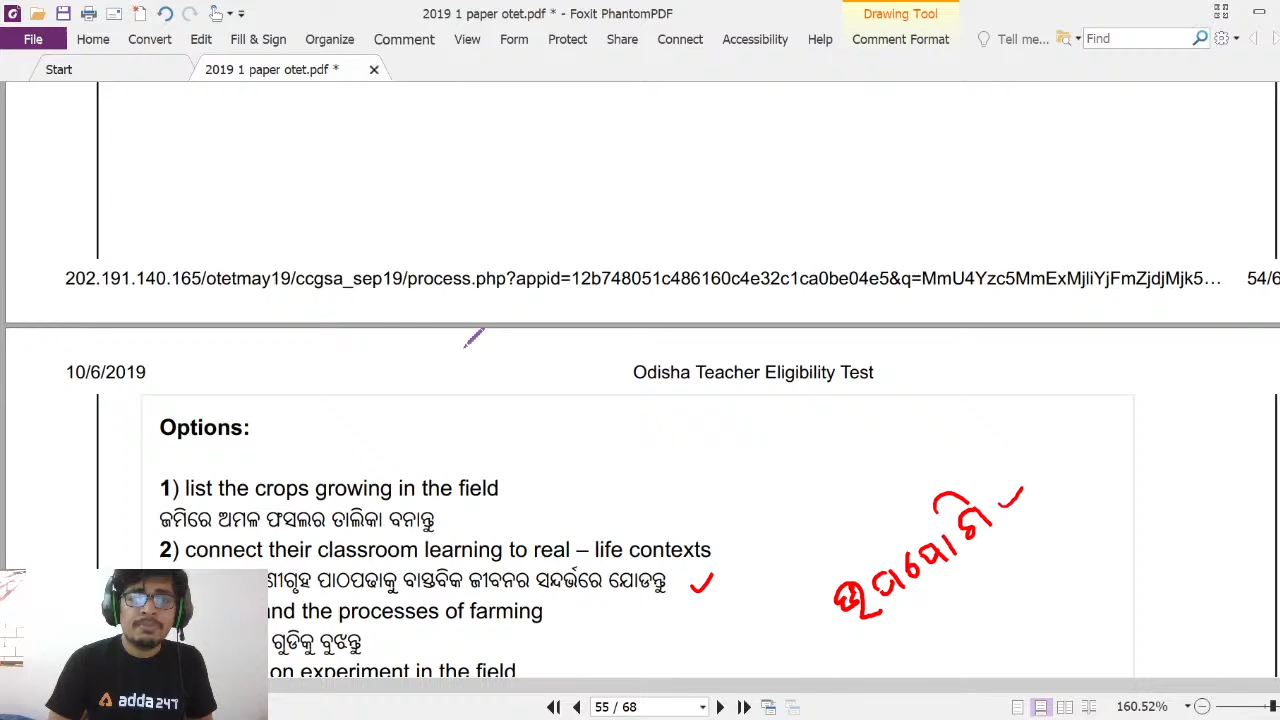 2019 1 paper otet.pdf * - Foxit PhantomPDF
Drawing Tool
File Home Convert Edit Fill & Sign Organize Comment View Form Protect Share Connect Accessibility Help Comment Format Tell me... Find
Start
2019 1 paper otet.pdf *
202.191.140.165/otetmay19/ccgsa_sep19/process.php?appid=12b748051c486160c4e32c1ca0be04e5&q=MmU4Yzc5MmExMjliYjFmZjdjMjk5... 54/6
10/6/2019
Odisha Teacher Eligibility Test
Options:
1) list the crops growing in the field
ଜମିରେ ଅମଳ ଫସଲର ତାଲିକା ବନାନ୍ତୁ
2) connect their classroom learning to real – life contexts
ଣୀଗୃହ ପାଠପଢାକୁ ବାସ୍ତବିକ ଜୀବନର ସନ୍ଦର୍ଭରେ ଯୋଡନ୍ତୁ
nd the processes of farming
ଗୁଡିକୁ ବୁଝନ୍ତୁ
on experiment in the field
adda247
55 / 68
160.52%